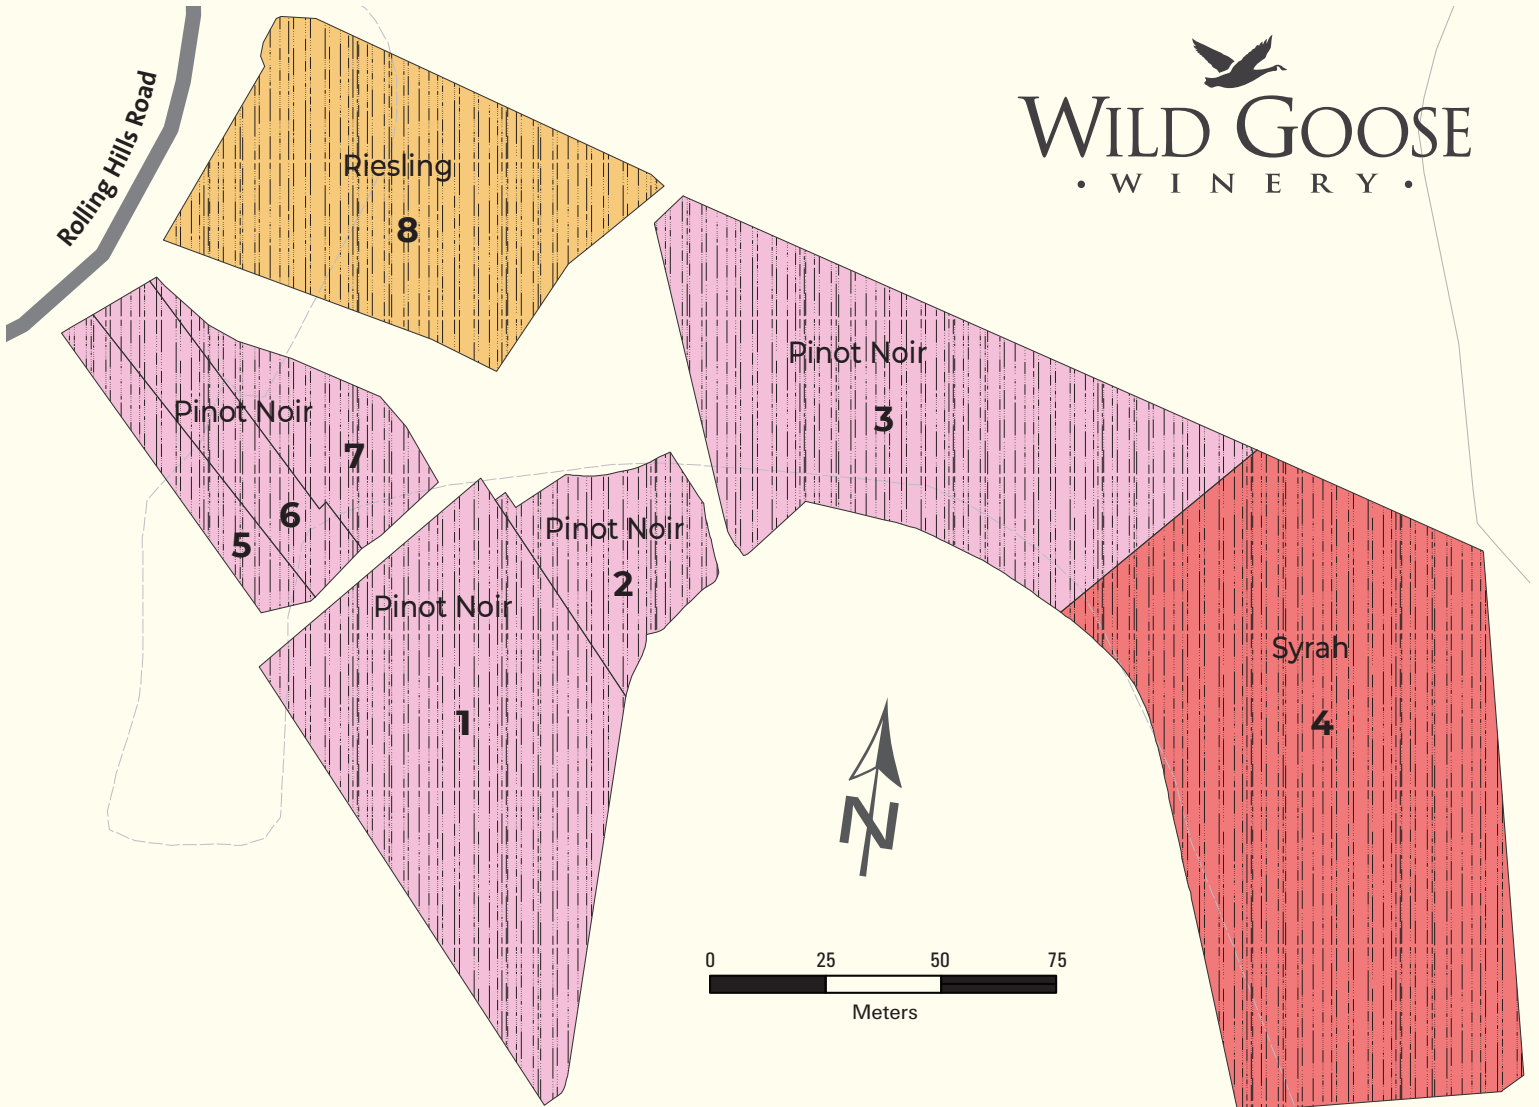 Rolling Hills Road
WILD GOOSE
• WINERY •
Riesling
8
Pinot Noir
3
Pinot Noir
7
6
5
Pinot Noir
2
Pinot Noir
1
Syrah
4
N
0 25 50 75
Meters